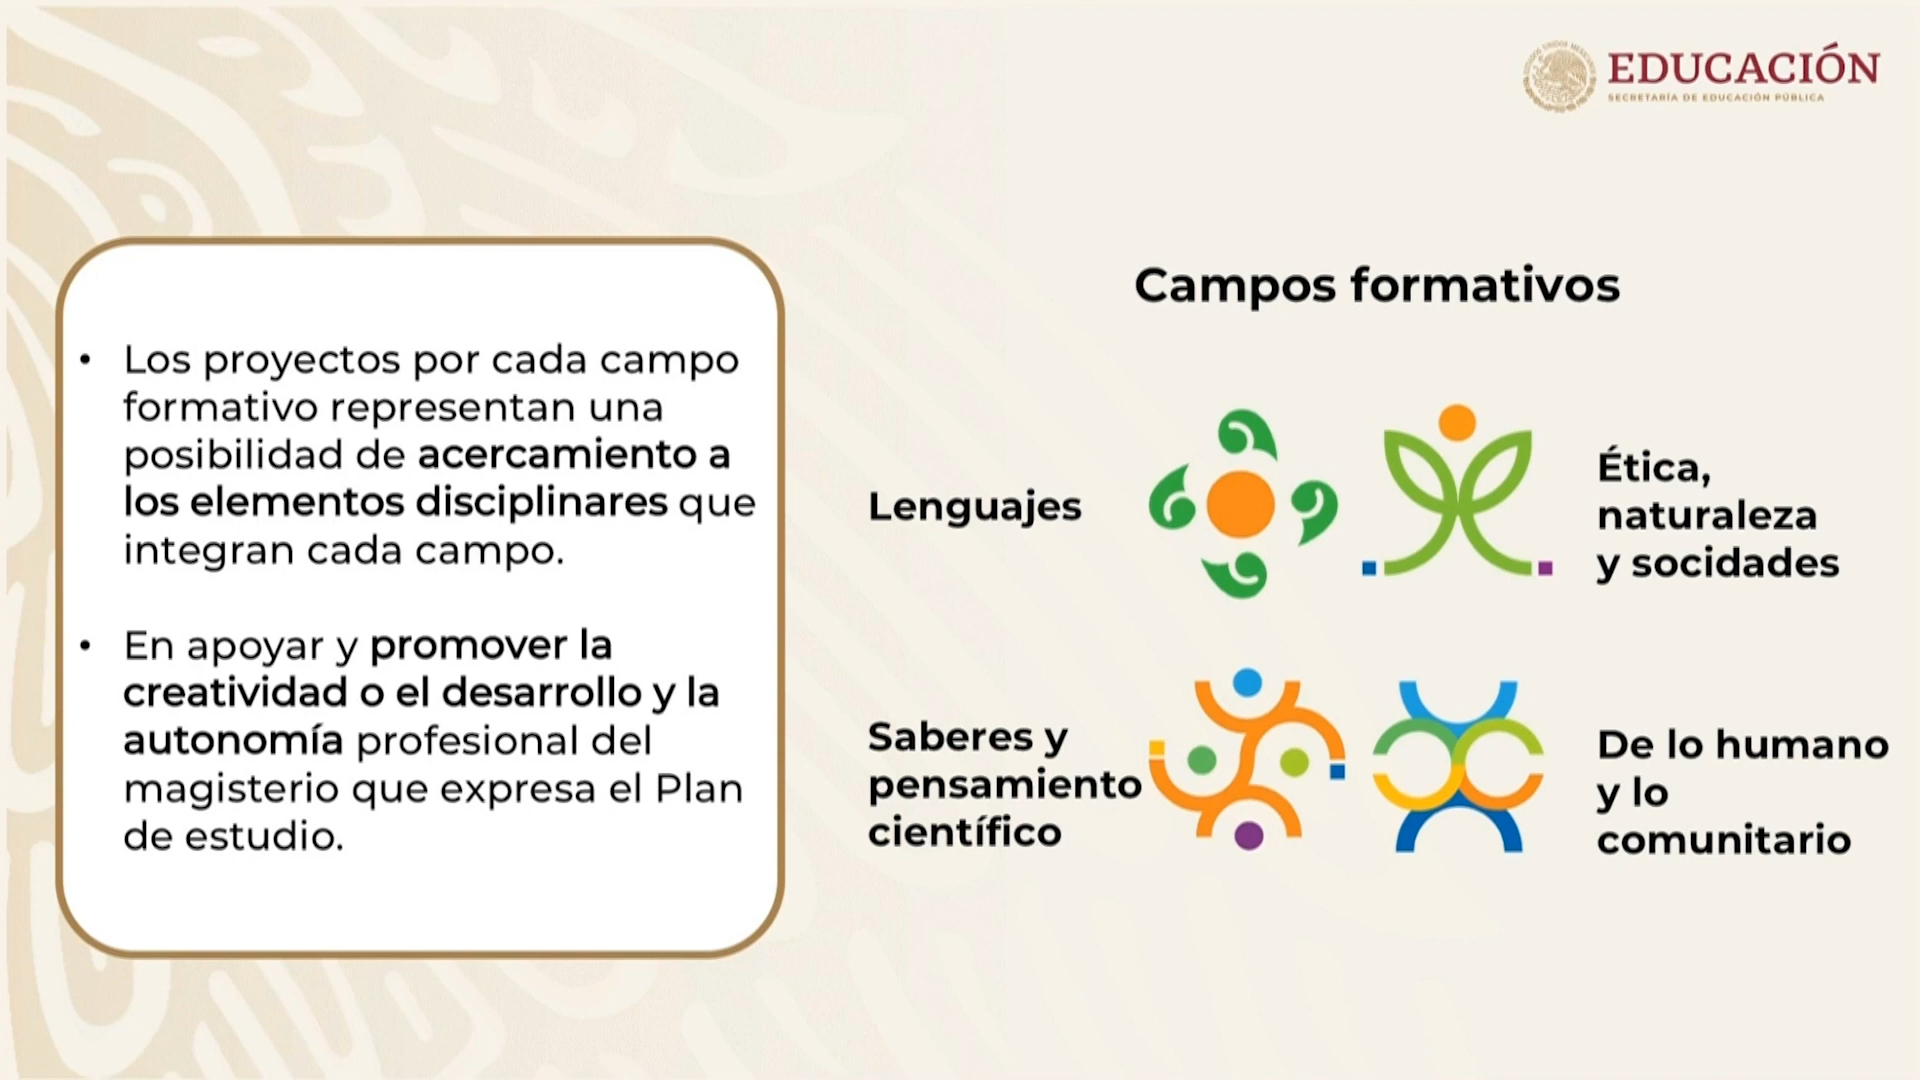 EDUCACIÓN
SECRETARÍA DE EDUCACIÓN PÚBLICA
• Los proyectos por cada campo
formativo representan una
posibilidad de acercamiento a
los elementos disciplinares que
integran cada campo.
• En apoyar y promover la
creatividad o el desarrollo y la
autonomía profesional del
magisterio que expresa el Plan
de estudio.
Campos formativos
Lenguajes
Ética,
naturaleza
y socidades
Saberes y
pensamiento
científico
De lo humano
y lo
comunitario